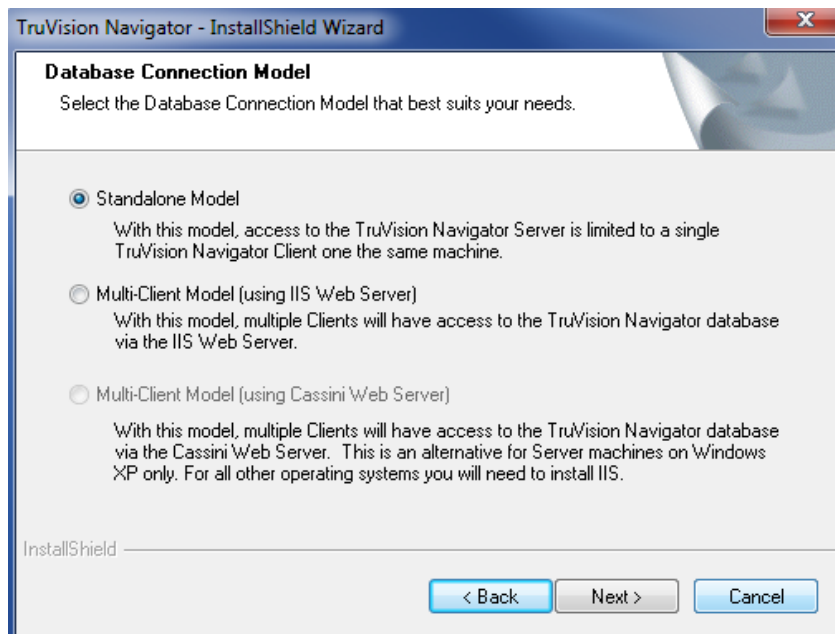 TruVision Navigator - InstallShield Wizard
Database Connection Model
Select the Database Connection Model that best suits your needs.
Standalone Model
With this model, access to the TruVision Navigator Server is limited to a single
TruVision Navigator Client one the same machine.
Multi-Client Model (using IIS Web Server)
With this model, multiple Clients will have access to the TruVision Navigator database
via the IIS Web Server.
Multi-Client Model (using Cassini Web Server)
With this model, multiple Clients will have access to the TruVision Navigator database
via the Cassini Web Server.  This is an alternative for Server machines on Windows
XP only. For all other operating systems you will need to install IIS.
InstallShield
< Back
Next >
Cancel